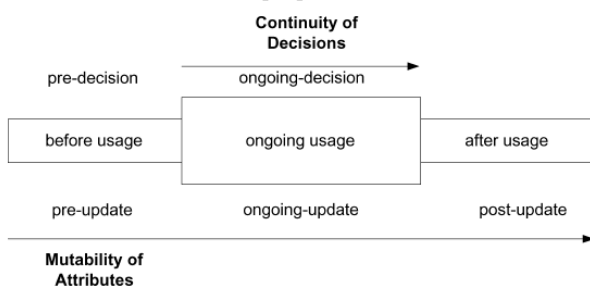 Continuity of
Decisions
pre-decision ongoing-decision
before usage ongoing usage after usage
pre-update ongoing-update post-update
Mutability of
Attributes